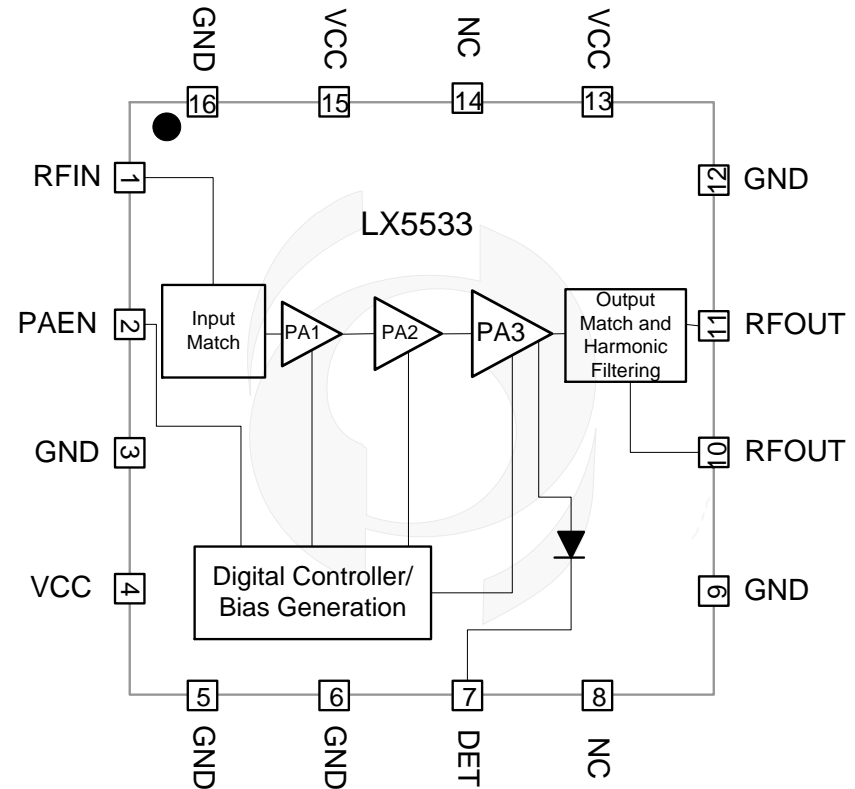 GND
VCC
NC
VCC
16
15
14
13
RFIN
1
12
GND
LX5533
PAEN
2
Input
Match
PA1
PA2
PA3
Output
Match and
Harmonic
Filtering
11
RFOUT
GND
3
10
RFOUT
VCC
4
Digital Controller/
Bias Generation
9
GND
5
6
7
8
GND
GND
DET
NC